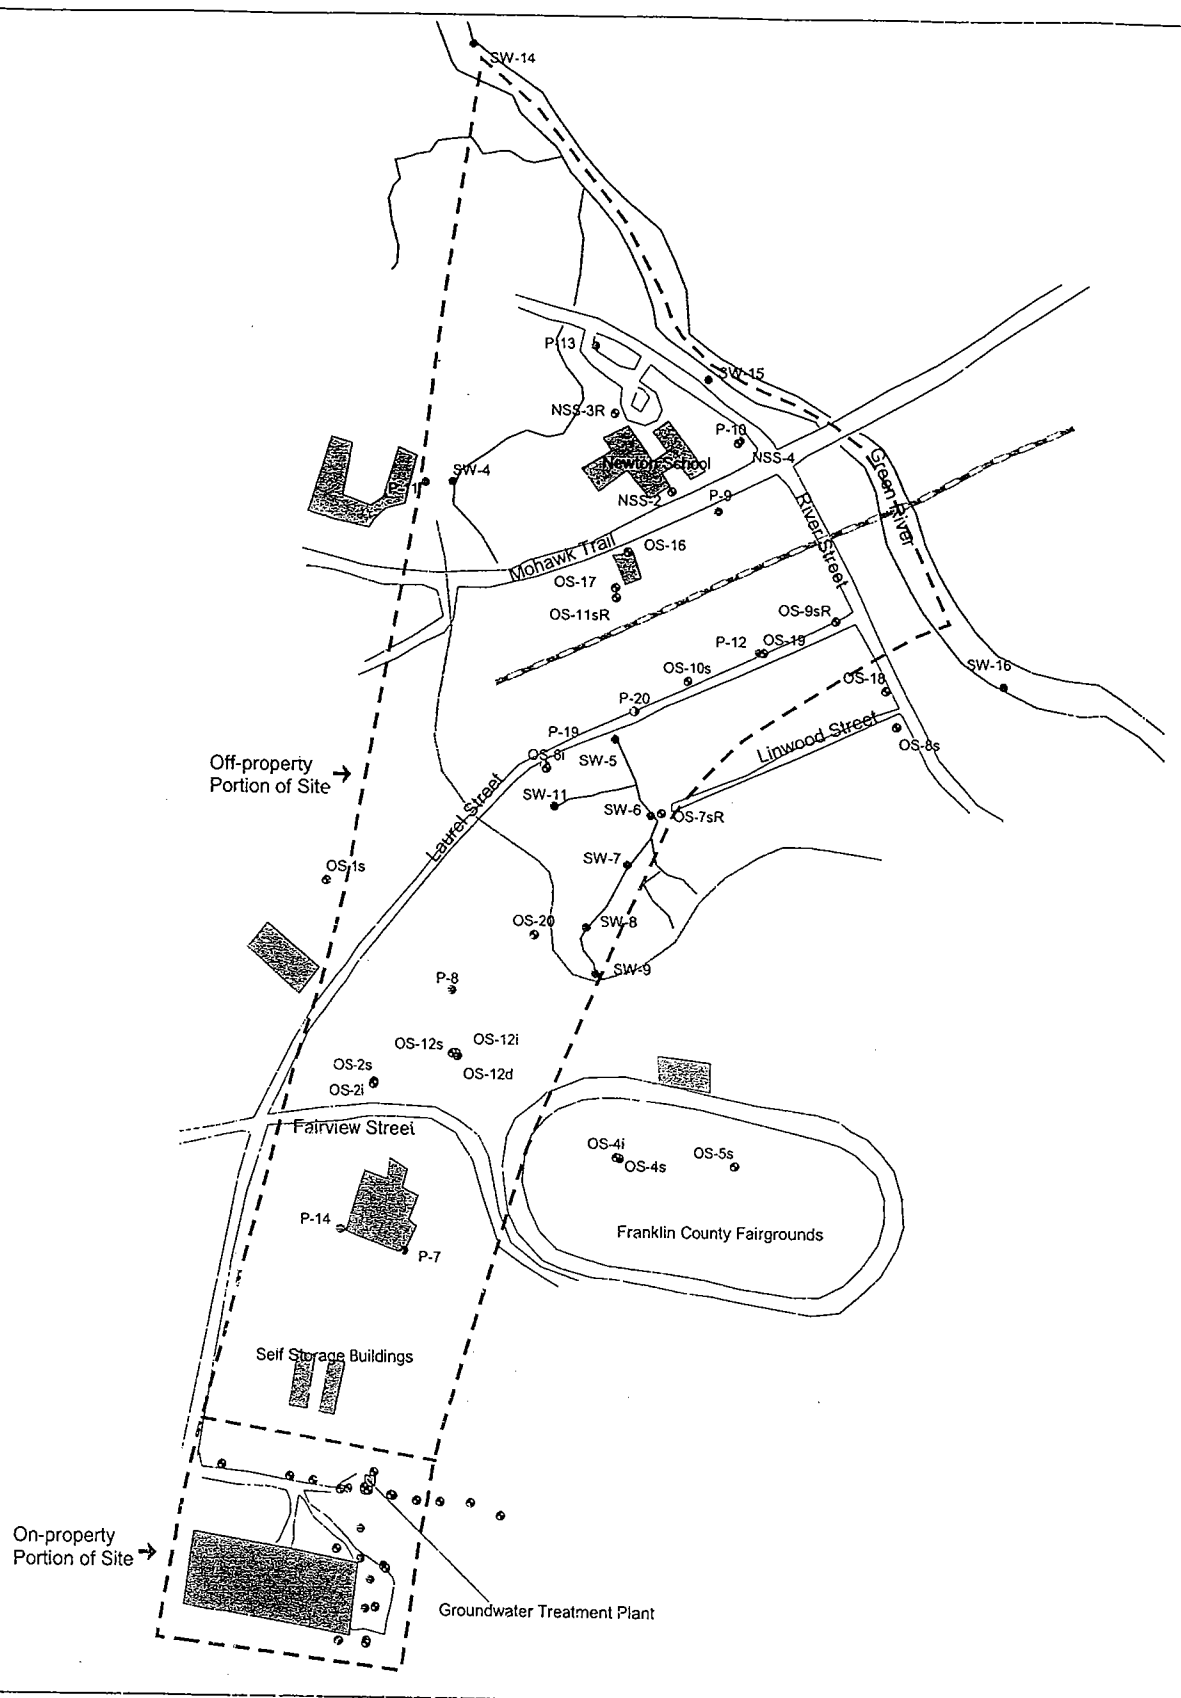 SW-14
P-13
SW-15
NSS-3R
P-10
NSS-4
Newton School
SW-4
P-11
NSS-2
P-9
Green River
River Street
Mohawk Trail
OS-16
OS-17
OS-11sR
OS-9sR
P-12
OS-19
OS-10s
SW-16
OS-18
P-20
P-19
SW-5
Linwood Street
OS-8s
OS-8i
Off-property
Portion of Site
SW-11
SW-6
OS-7sR
Laurel Street
SW-7
OS-1s
OS-20
SW-8
SW-9
P-8
OS-12s
OS-12i
OS-12d
OS-2s
OS-2i
Fairview Street
OS-4i
OS-4s
OS-5s
P-14
P-7
Franklin County Fairgrounds
Self Storage Buildings
On-property
Portion of Site
Groundwater Treatment Plant